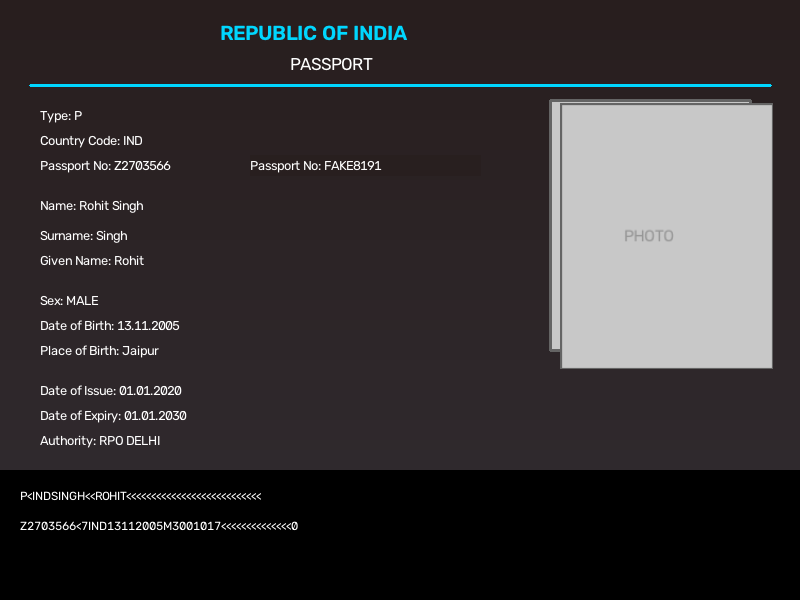 REPUBLIC OF INDIA
PASSPORT
Type: P
Country Code: IND
Passport No: Z2703566 Passport No: FAKE8191
Name: Rohit Singh
Surname: Singh
Given Name: Rohit
PHOTO
Sex: MALE
Date of Birth: 13.11.2005
Place of Birth: Jaipur
Date of Issue: 01.01.2020
Date of Expiry: 01.01.2030
Authority: RPO DELHI
P<INDSINGH<<ROHIT<<<<<<<<<<<<<<<<<<<<<<<<<<<
Z2703566<7IND13112005M3001017<<<<<<<<<<<<<<0